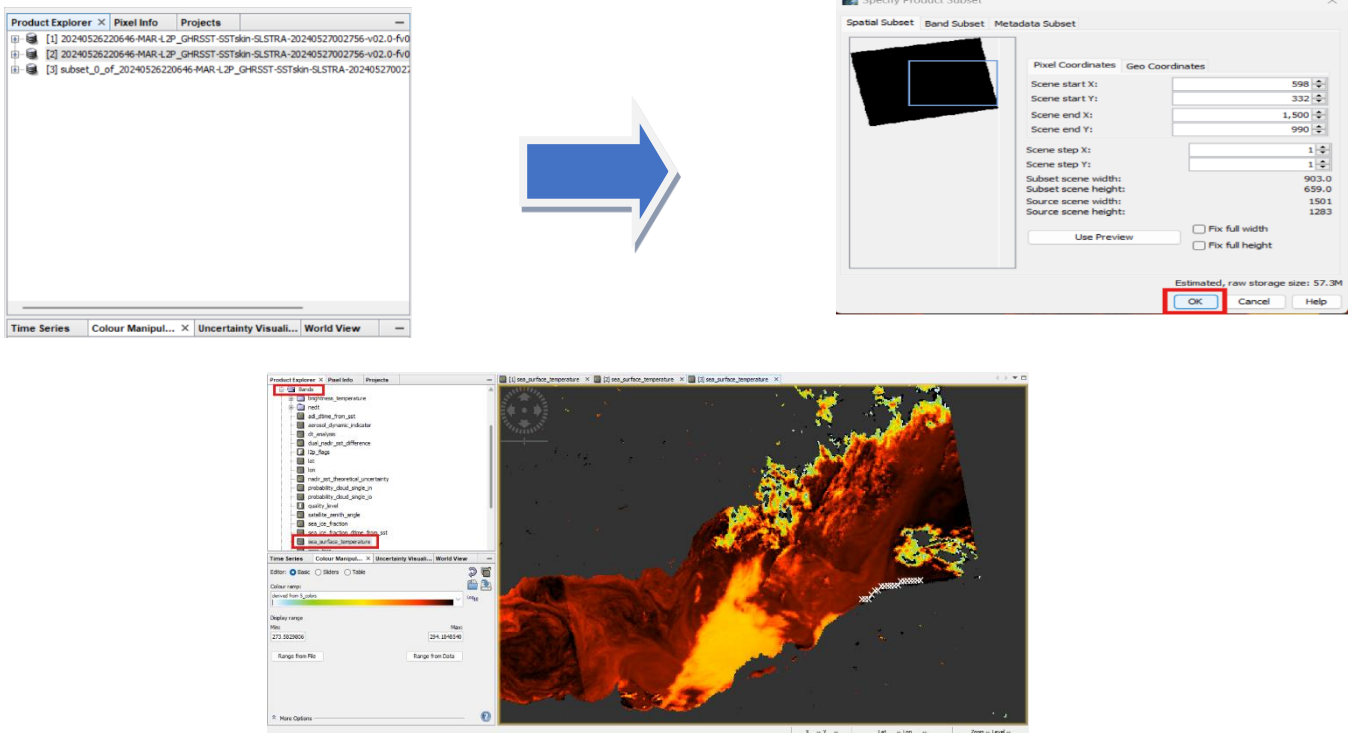 Product Explorer × Pixel Info Projects
[1] 20240526220646-MAR-L2P_GHRSST-SSTskin-SLSTRA-20240527002756-v02.0-fv0
[2] 20240526220646-MAR-L2P_GHRSST-SSTskin-SLSTRA-20240527002756-v02.0-fv0
[3] subset_0_of_20240526220646-MAR-L2P_GHRSST-SSTskin-SLSTRA-202405270027
Time Series Colour Manipul... × Uncertainty Visuali... World View
Specify Product Subset
Spatial Subset Band Subset Metadata Subset
Pixel Coordinates Geo Coordinates
Scene start X: 598
Scene start Y: 332
Scene end X: 1,500
Scene end Y: 990
Scene step X: 1
Scene step Y: 1
Subset scene width: 903.0
Subset scene height: 659.0
Source scene width: 1501
Source scene height: 1283
Use Preview
Fix full width
Fix full height
Estimated, raw storage size: 57.3M
OK Cancel Help
Product Explorer × Pixel Info Projects
[1] sea_surface_temperature × [2] sea_surface_temperature × [3] sea_surface_temperature ×
Bands
brightness_temperature
nedt
adi_dtime_from_sst
aerosol_dynamic_indicator
dt_analysis
dual_nadir_sst_difference
l2p_flags
lat
lon
nadir_sst_theoretical_uncertainty
probability_cloud_single_in
probability_cloud_single_io
quality_level
satellite_zenith_angle
sea_ice_fraction
sea_ice_fraction_dtime_from_sst
sea_surface_temperature
Time Series Colour Manipul... × Uncertainty Visuali... World View
Editor: Basic Sliders Table
Colour ramp:
derived from 5_colors
Display range
Min: Max:
Range from File Range from Data
More Options
X -- Y -- Lat -- Lon -- Zoom -- Level --